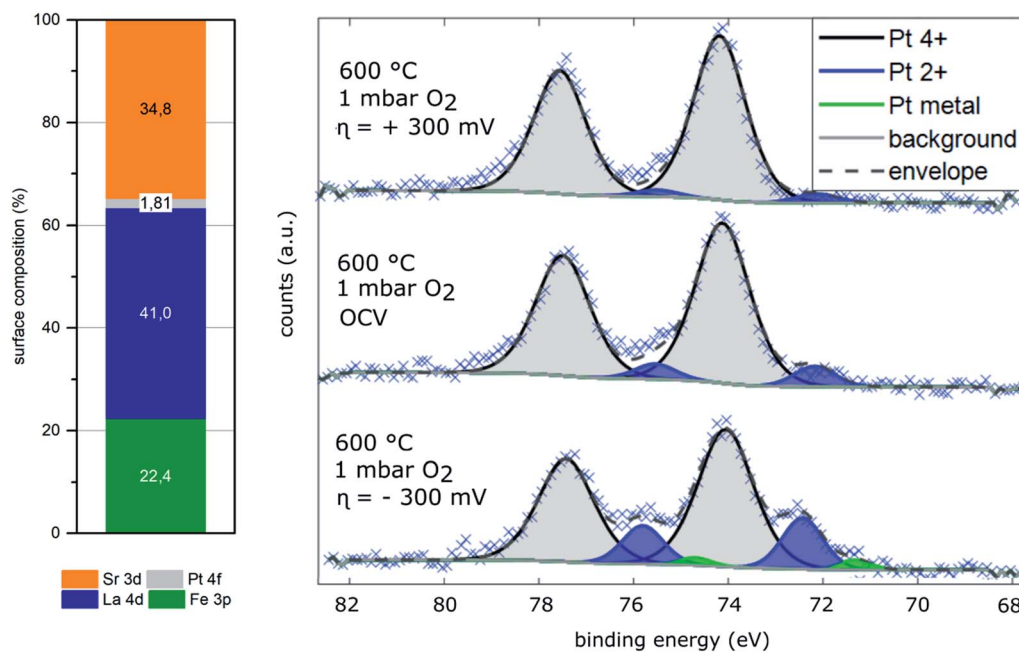 surface composition (%)
100
80
60
40
20
0
34,8
1,81
41,0
22,4
Sr 3d
Pt 4f
La 4d
Fe 3p
counts (a.u.)
600 °C
1 mbar O2
η = + 300 mV
600 °C
1 mbar O2
OCV
600 °C
1 mbar O2
η = - 300 mV
Pt 4+
Pt 2+
Pt metal
background
envelope
82 80 78 76 74 72 70 68
binding energy (eV)